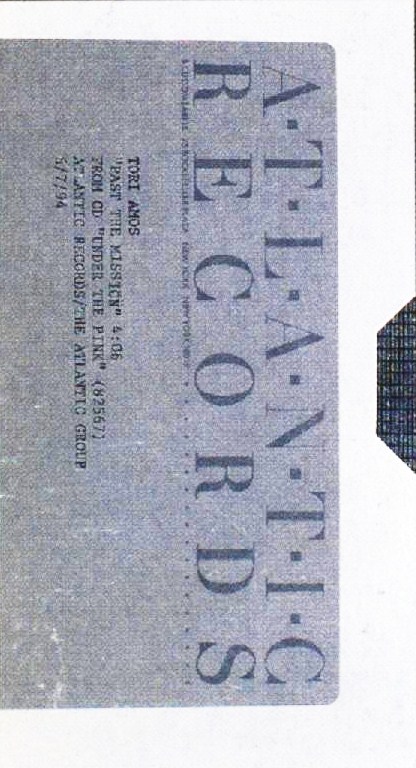 A·T·L·A·N·T·I·C
R E C O R D S
TORI AMOS
"PAST THE MISSION" 4:06
FROM CD "UNDER THE PINK" (82567)
ATLANTIC RECORDS/THE ATLANTIC GROUP
5/7/94